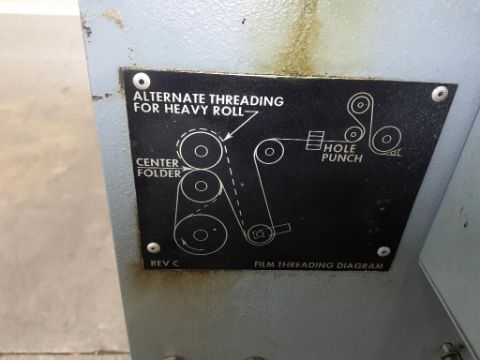 ALTERNATE THREADING
FOR HEAVY ROLL
CENTER
FOLDER
HOLE
PUNCH
REV C
FILM THREADING DIAGRAM